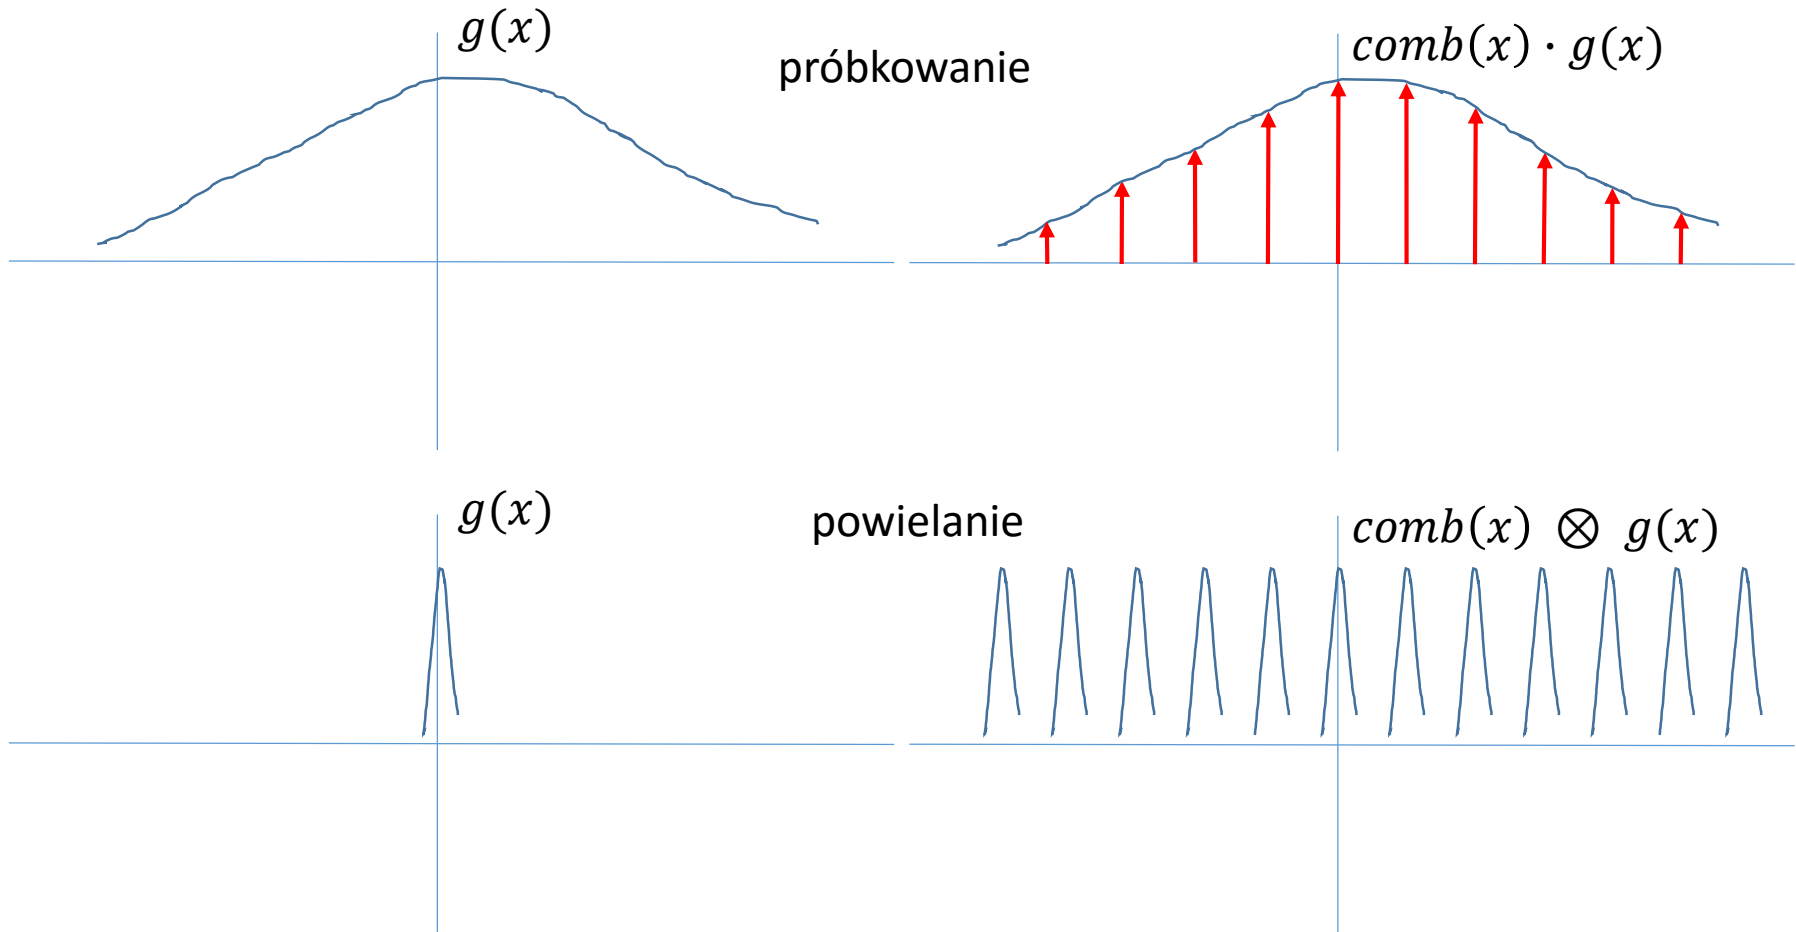 g(x)
próbkowanie
comb(x) · g(x)
g(x)
powielanie
comb(x) ⊗ g(x)